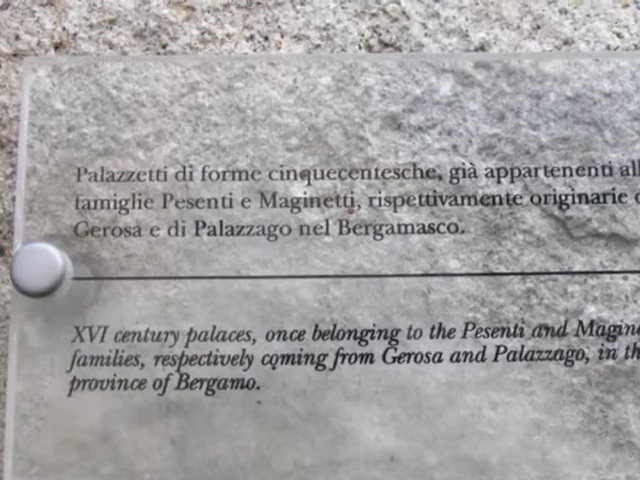 Palazzetti di forme cinquecentesche, già appartenenti all
famiglie Pesenti e Maginetti, rispettivamente originarie
Gerosa e di Palazzago nel Bergamasco.
XVI century palaces, once belonging to the Pesenti and Magine
families, respectively coming from Gerosa and Palazzago, in th
province of Bergamo.